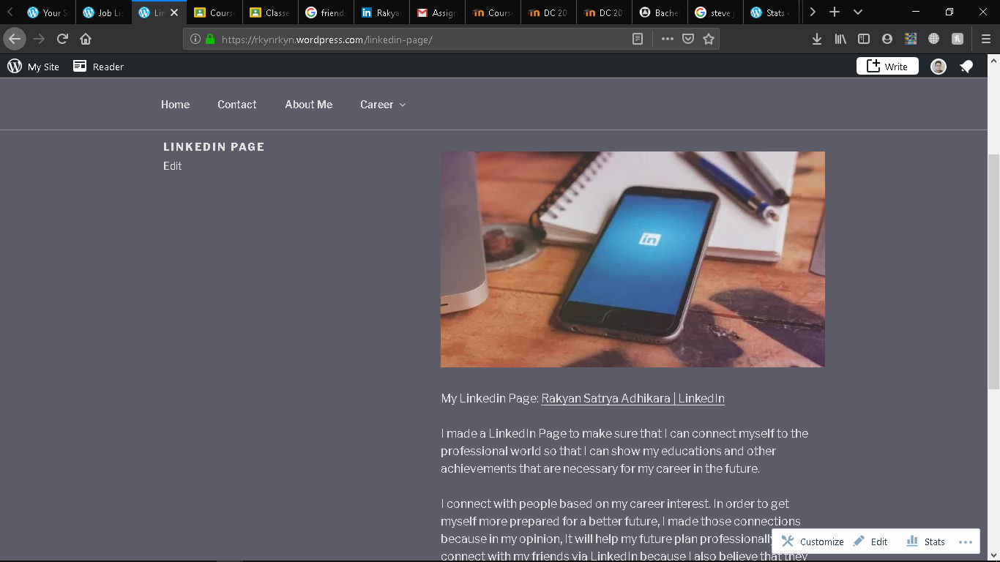 Your S
Job Lis
Lin
Course
Classe
friend
Rakyar
Assign
Course
DC 20
DC 20
Bachel
steve j
Stats
https://rkynrkyn.wordpress.com/linkedin-page/
My Site
Reader
Write
Home
Contact
About Me
Career
LINKEDIN PAGE
Edit
in
My Linkedin Page: Rakyan Satrya Adhikara | LinkedIn
I made a LinkedIn Page to make sure that I can connect myself to the
professional world so that I can show my educations and other
achievements that are necessary for my career in the future.
I connect with people based on my career interest. In order to get
myself more prepared for a better future, I made those connections
because in my opinion, It will help my future plan professionally
connect with my friends via LinkedIn because I also believe that they
Customize
Edit
Stats